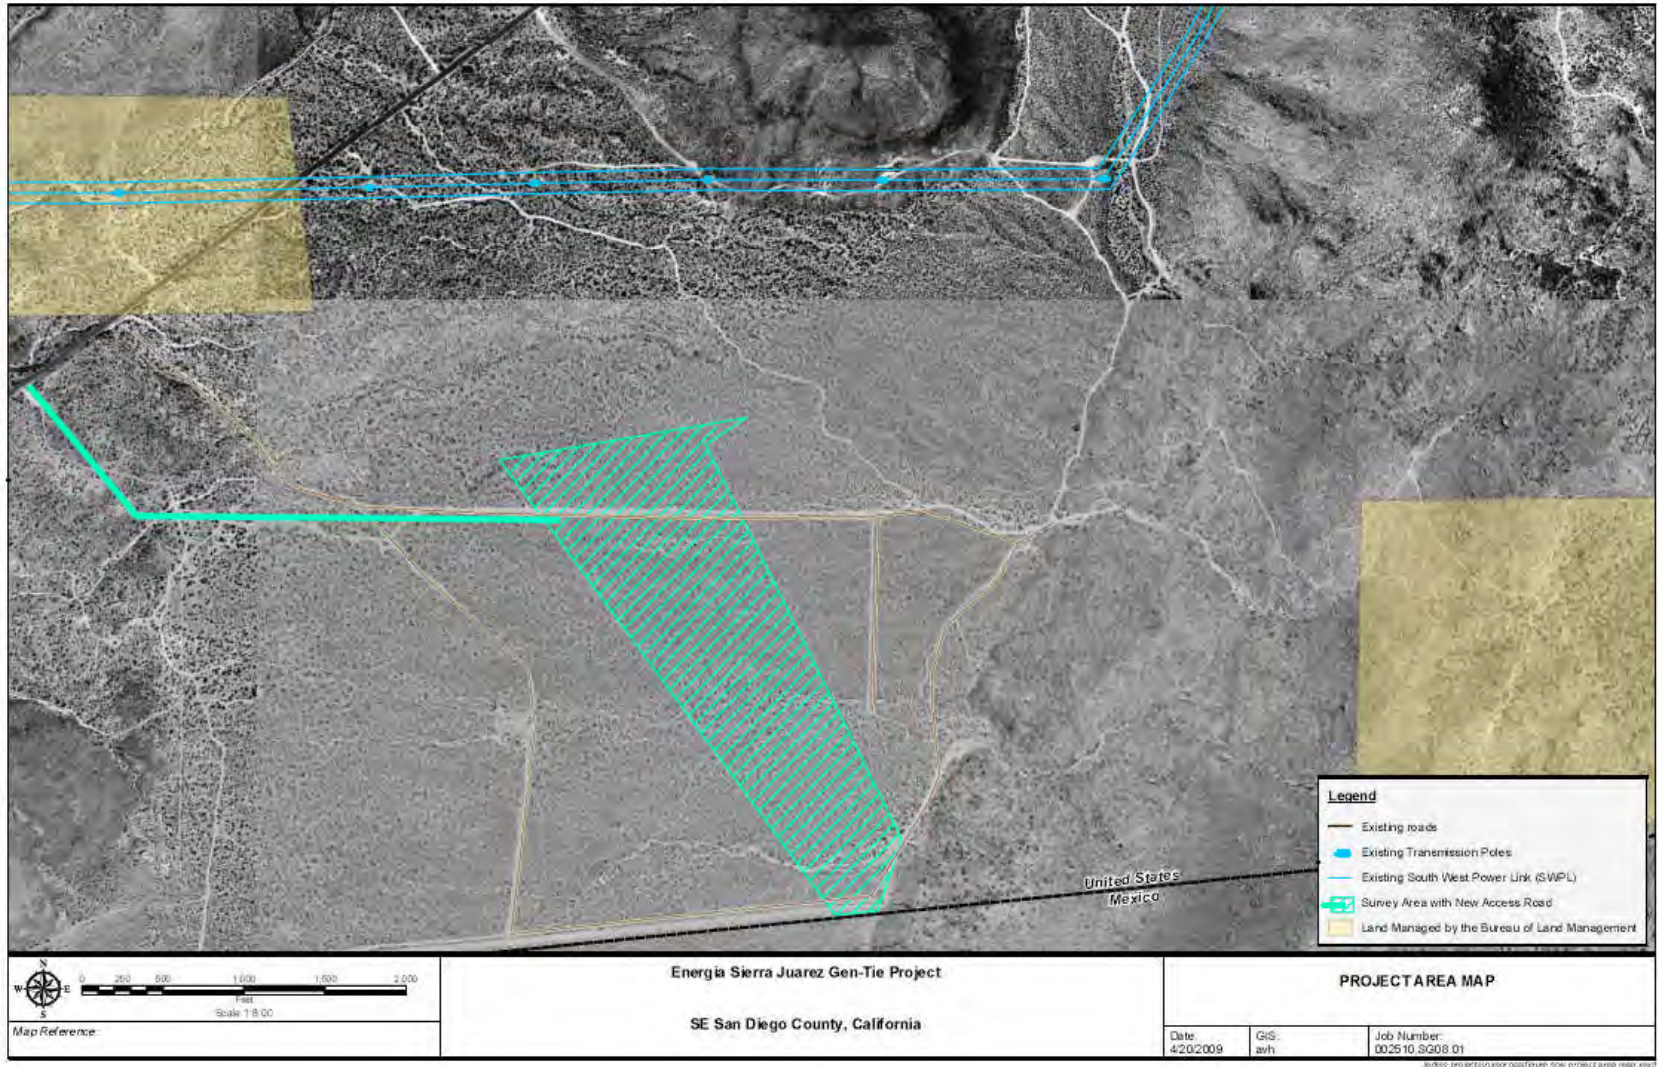 United States
Mexico
Legend
Existing roads
Existing Transmission Poles
Existing South West Power Link (SWPL)
Survey Area with New Access Road
Land Managed by the Bureau of Land Management
N
W E
S
0 250 500 1,000 1,500 2,000
Feet
Map Reference:
Energia Sierra Juarez Gen-Tie Project
SE San Diego County, California
PROJECT AREA MAP
Date:
4/20/2009
GIS:
avh
Job Number:
002510.SG08.01